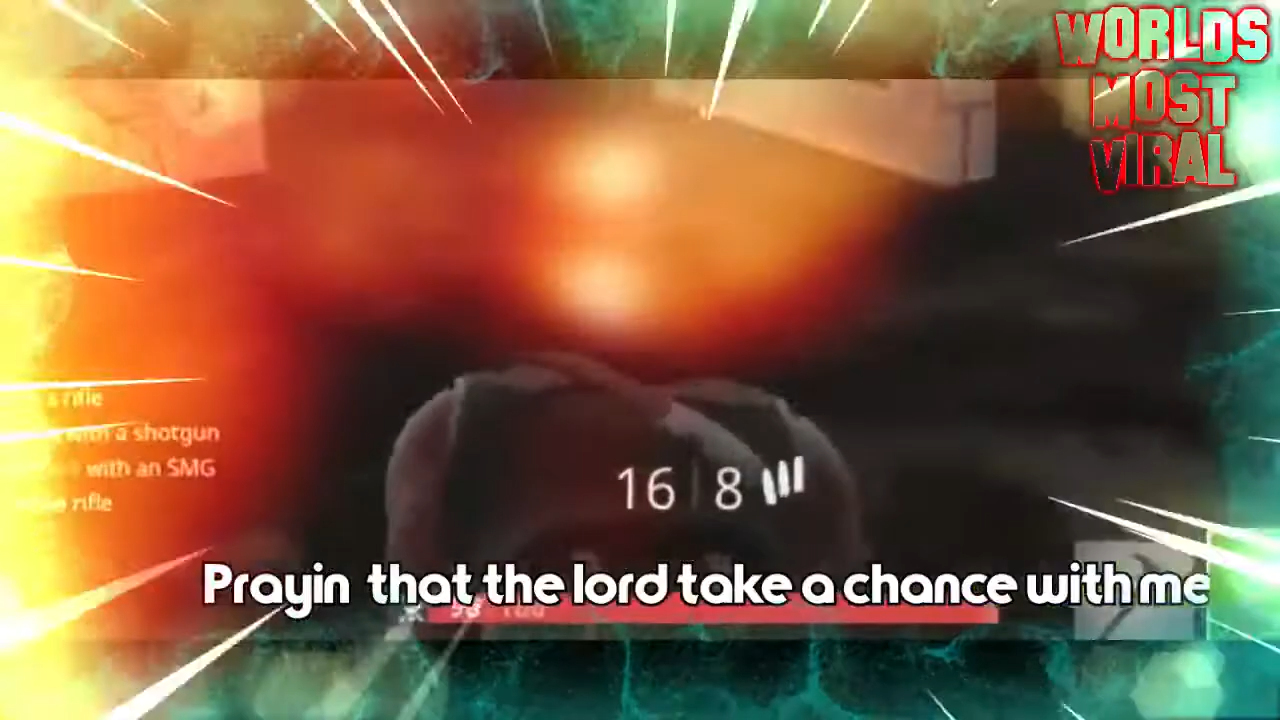 WORLDS
MOST
VIRAL
a rifle
with a shotgun
with an SMG
rifle
16 | 8
Prayin that the lord take a chance with me
98